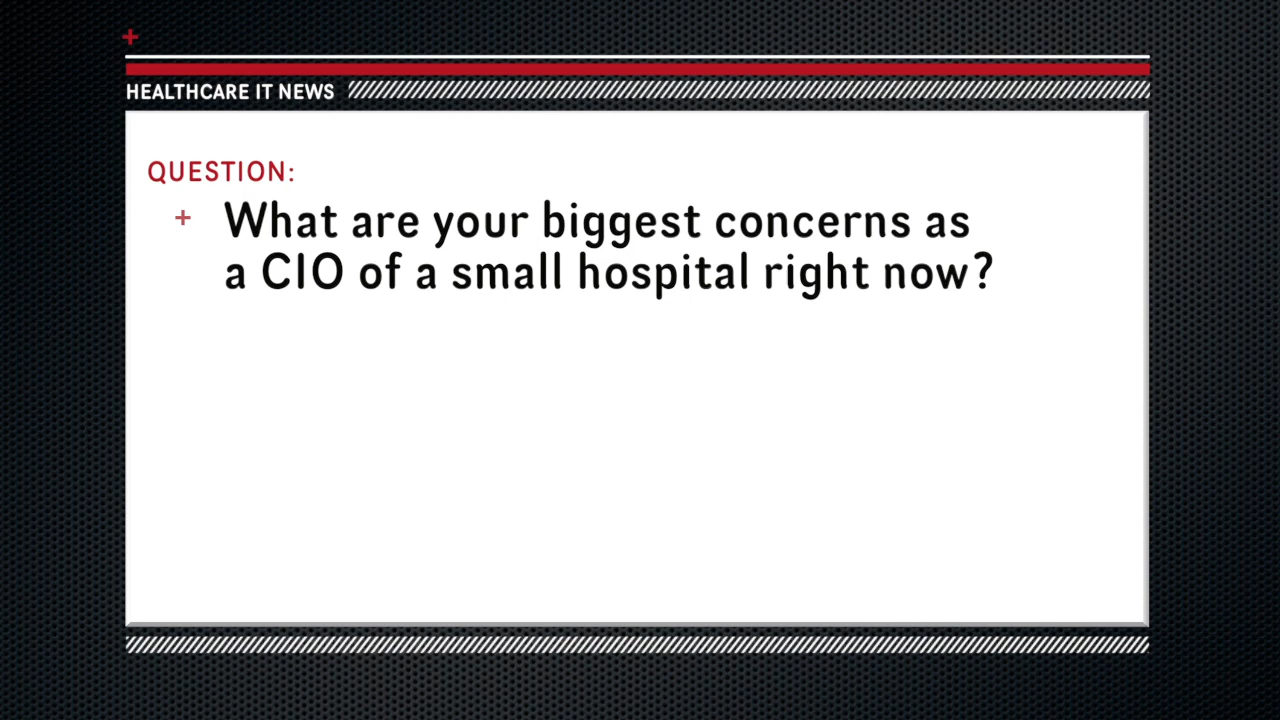 HEALTHCARE IT NEWS
QUESTION:
+ What are your biggest concerns as
a CIO of a small hospital right now?